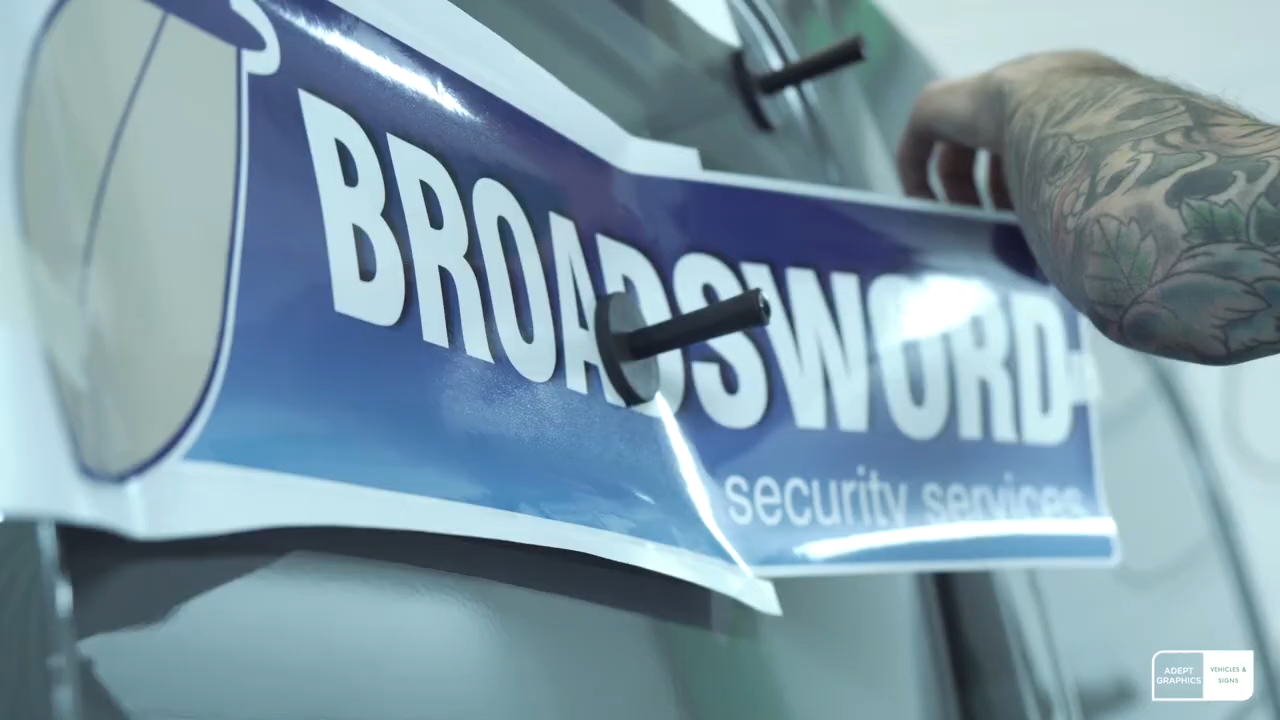 BROADSWORD
security services
ADEPT
GRAPHICS
VEHICLES &
SIGNS